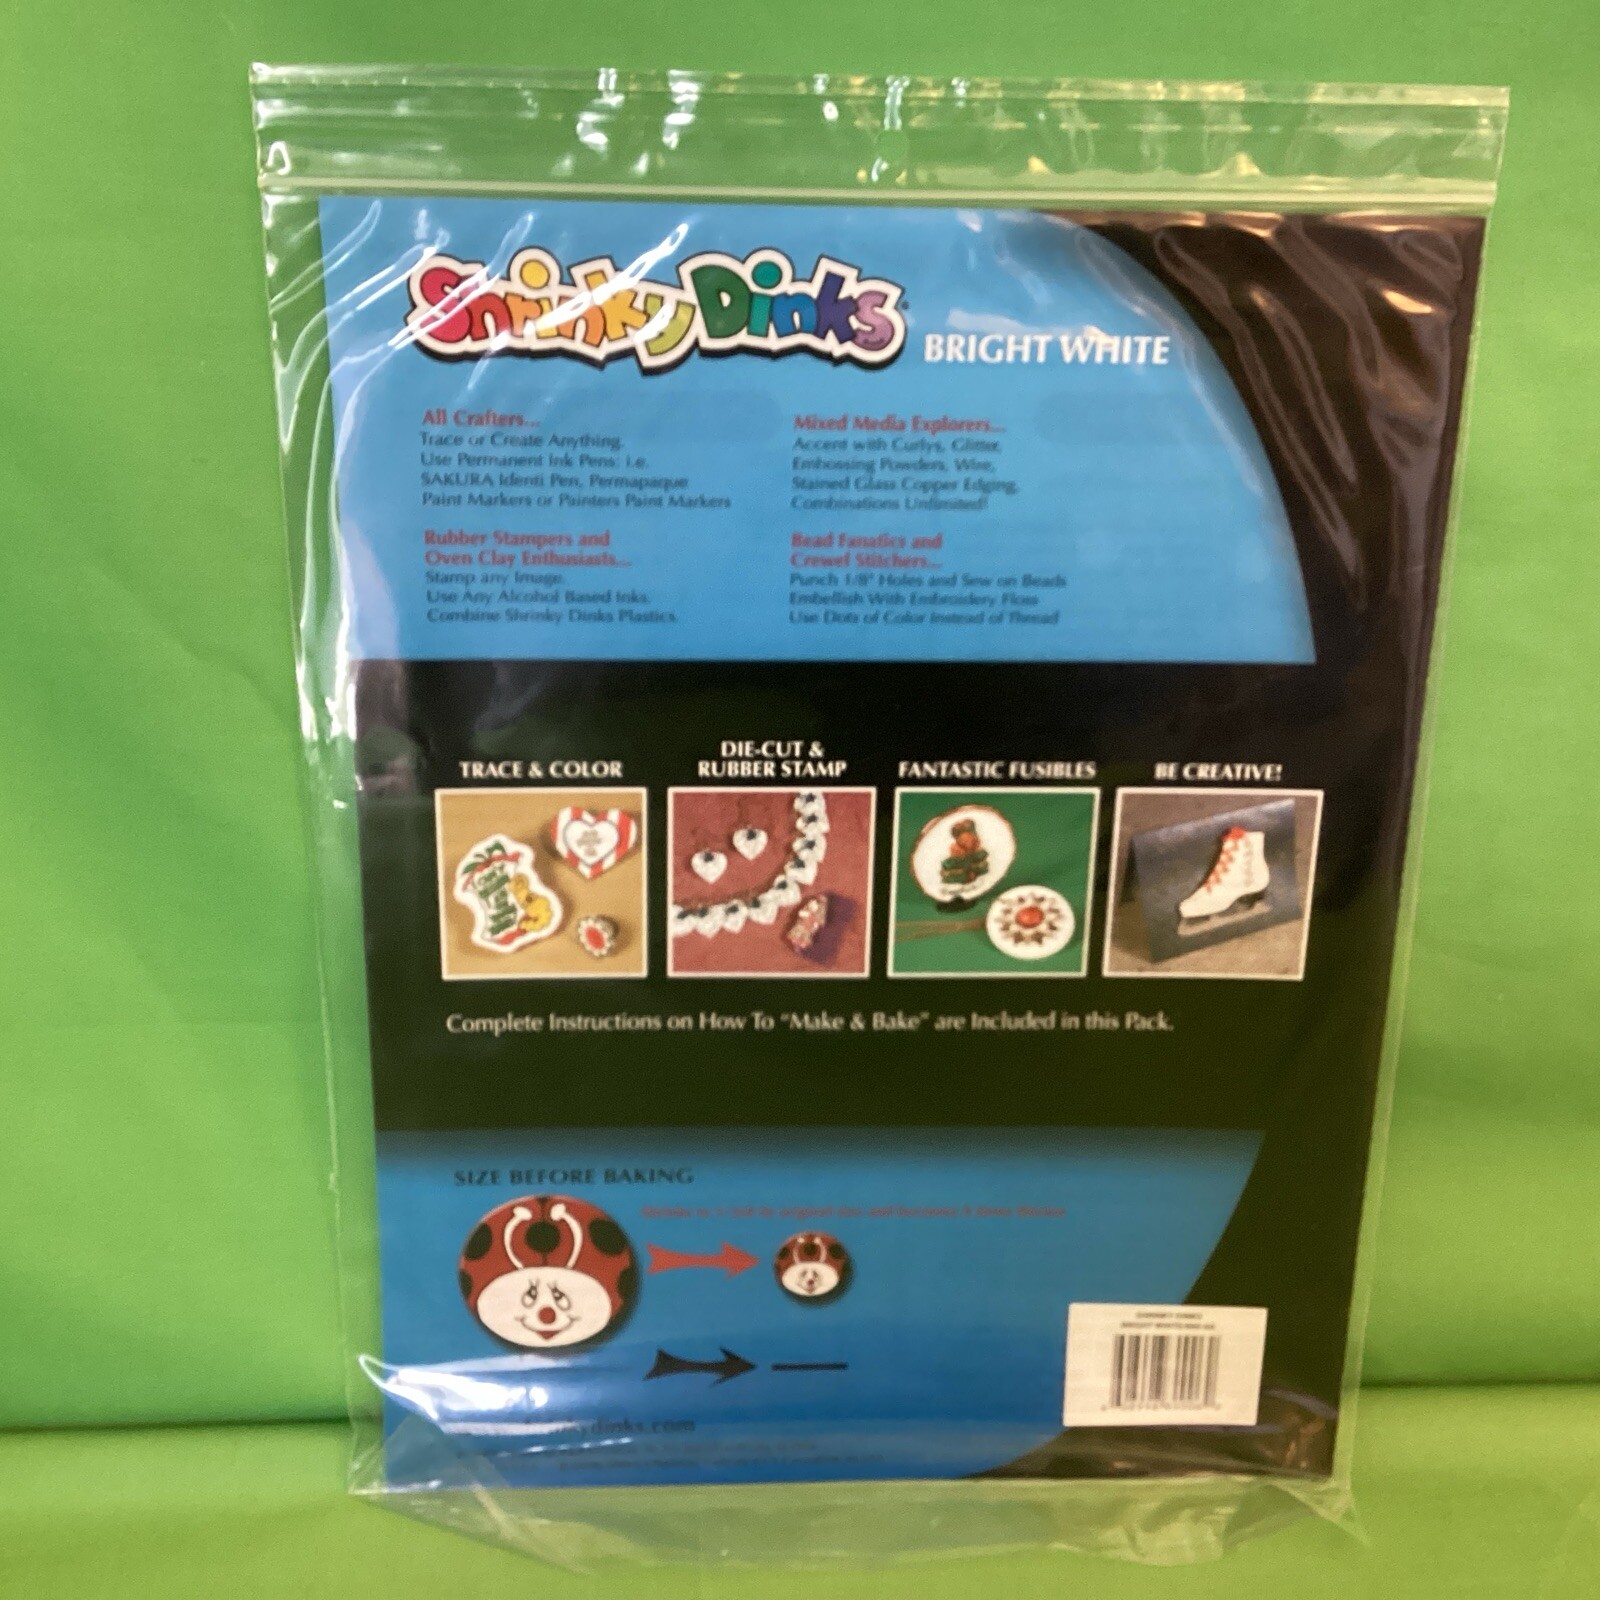 Shrinky Dinks BRIGHT WHITE
All Crafters...
Trace or Create Anything.
Use Permanent Ink Pens: i.e.
SAKURA Identi Pen, Permapaque
Paint Markers or Painters Paint Markers
Rubber Stampers and
Oven Clay Enthusiasts...
Stamp any Image.
Use Any Alcohol Based Inks.
Combine Shrinky Dinks Plastics.
Mixed Media Explorers...
Accent with Curlys, Glitter,
Embossing Powders, Wire,
Stained Glass Copper Edging,
Combinations Unlimited!
Bead Fanatics and
Crewel Stitchers...
Punch 1/8" Holes and Sew on Beads
Embellish With Embroidery Floss
Use Dots of Color Instead of Thread
TRACE & COLOR
DIE-CUT &
RUBBER STAMP
FANTASTIC FUSIBLES
BE CREATIVE!
Complete Instructions on How To "Make & Bake" are Included in this Pack.
SIZE BEFORE BAKING
SHRINKY DINKS
BRIGHT WHITE